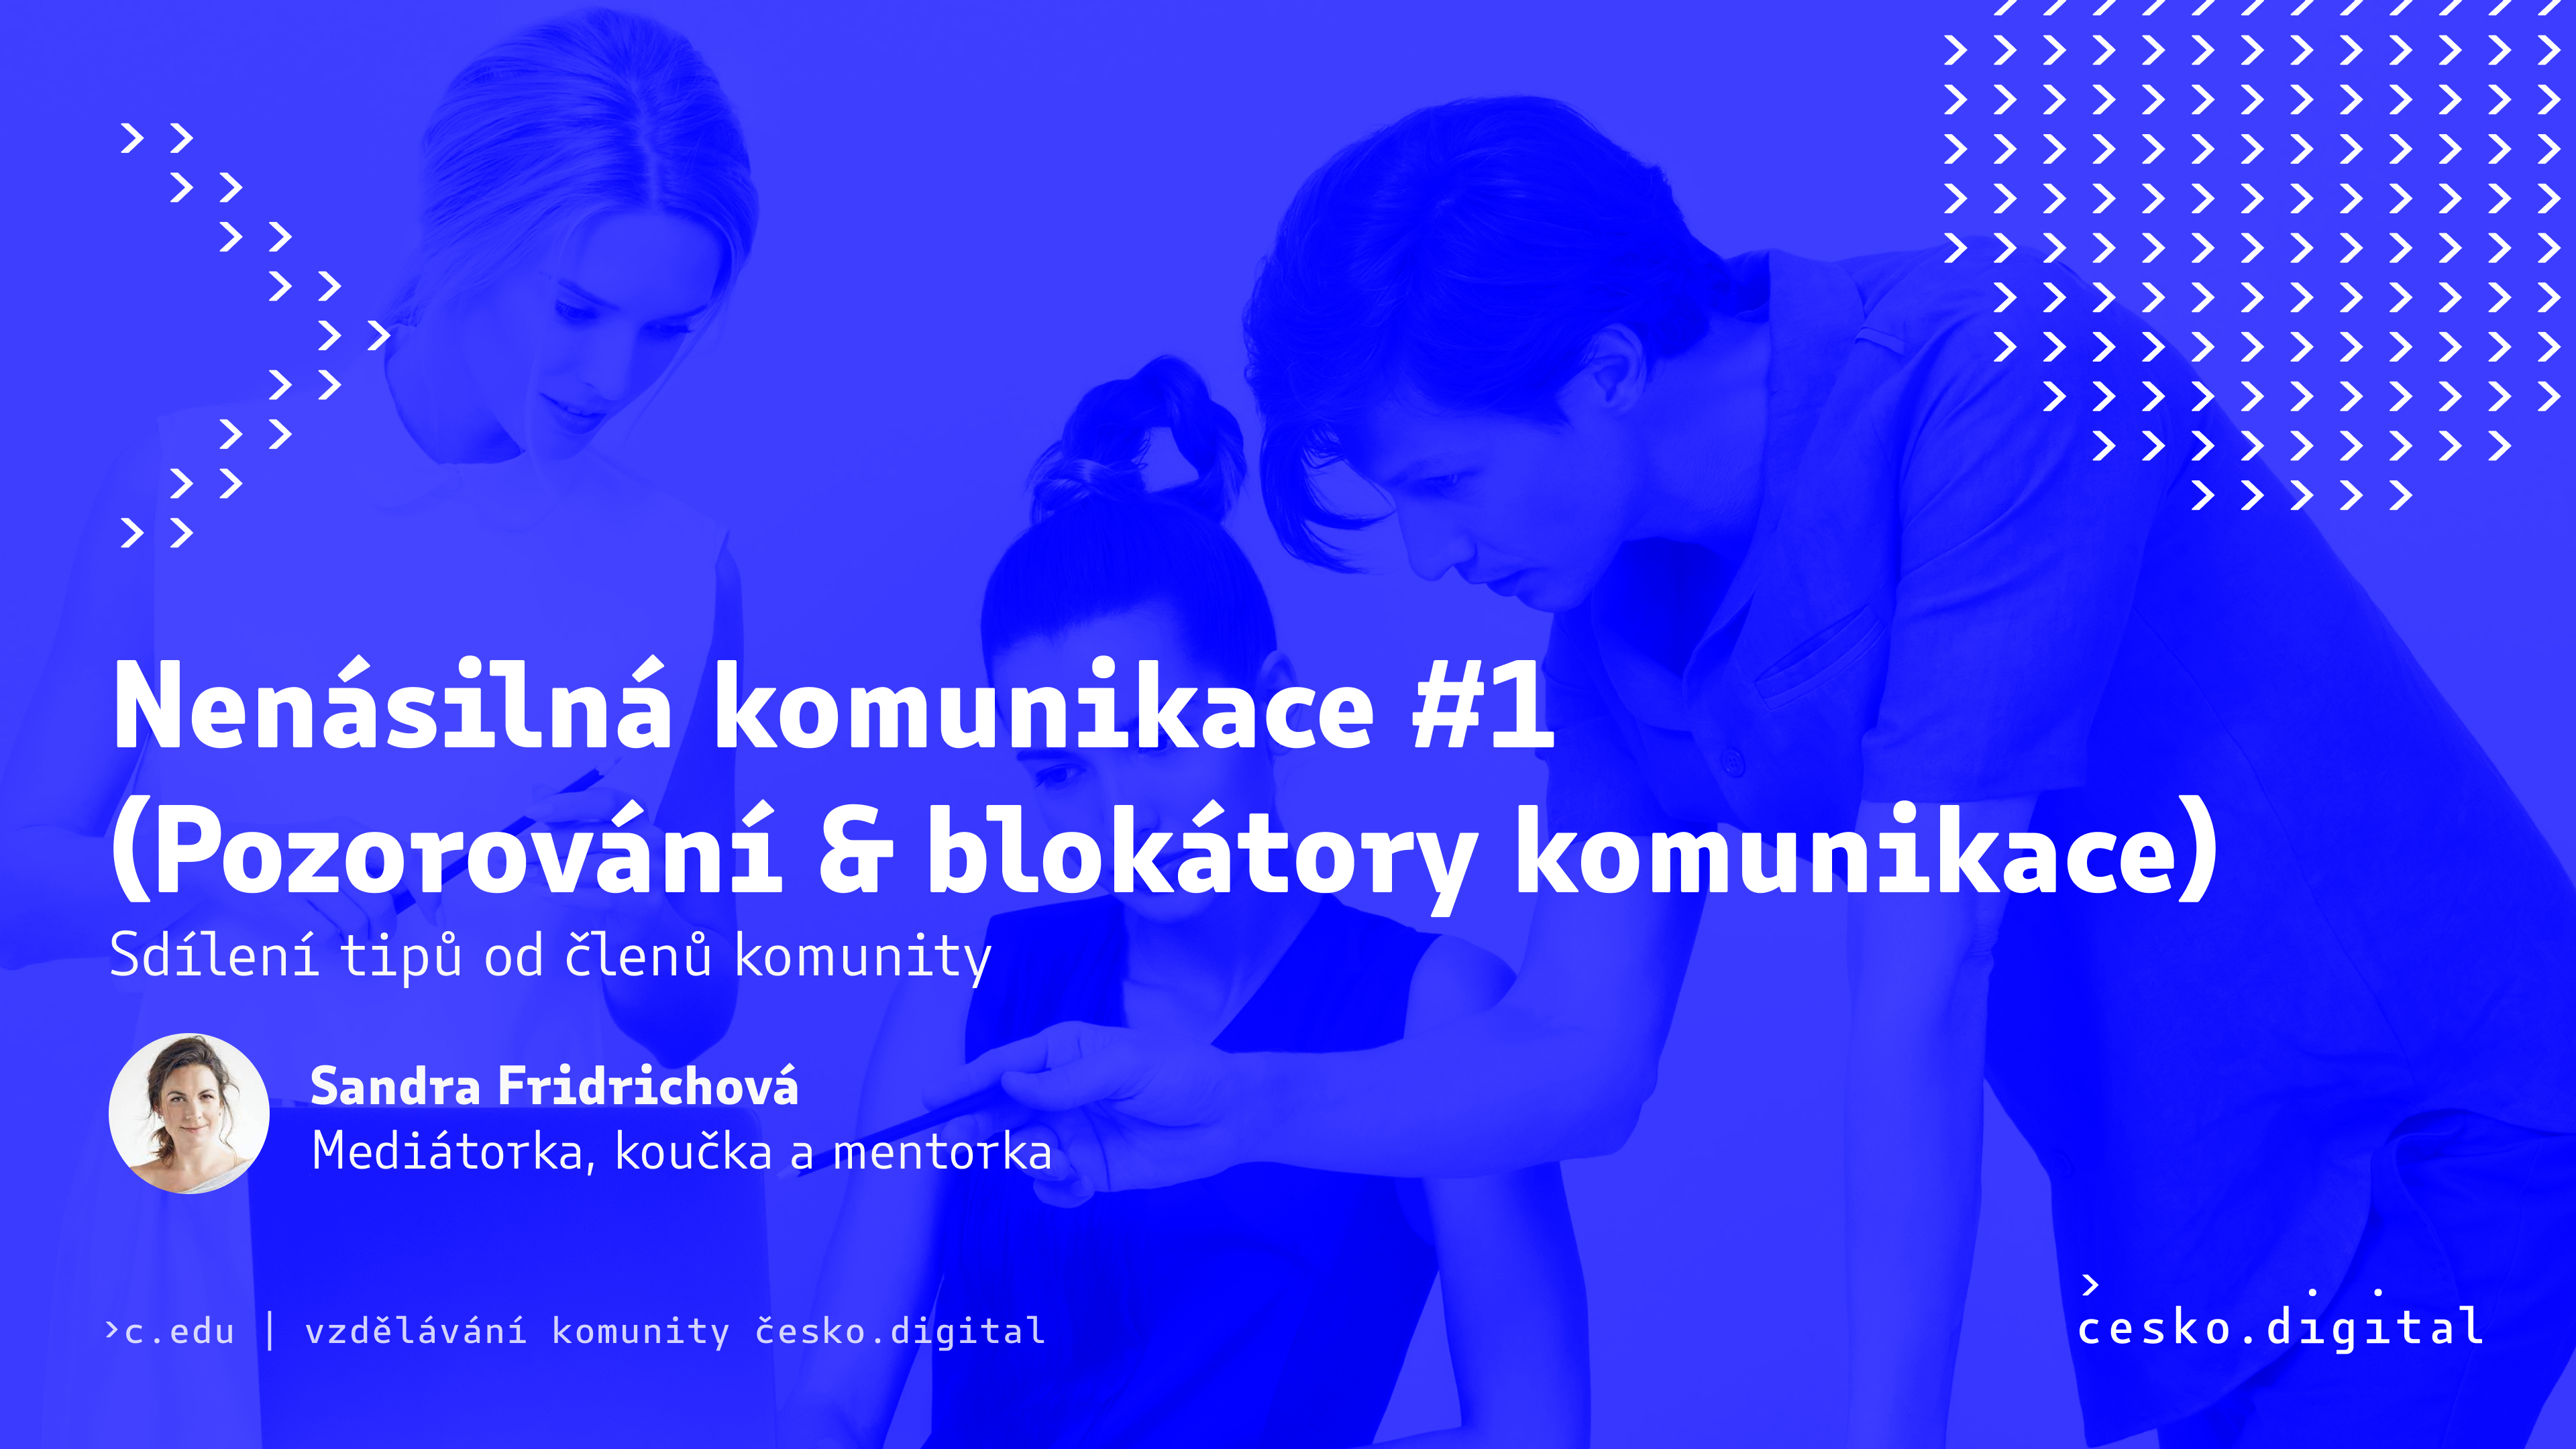 Nenásilná komunikace #1
(Pozorování & blokátory komunikace)
Sdílení tipů od členů komunity
Sandra Fridrichová
Mediátorka, koučka a mentorka
>c.edu | vzdělávání komunity česko.digital
cesko.digital